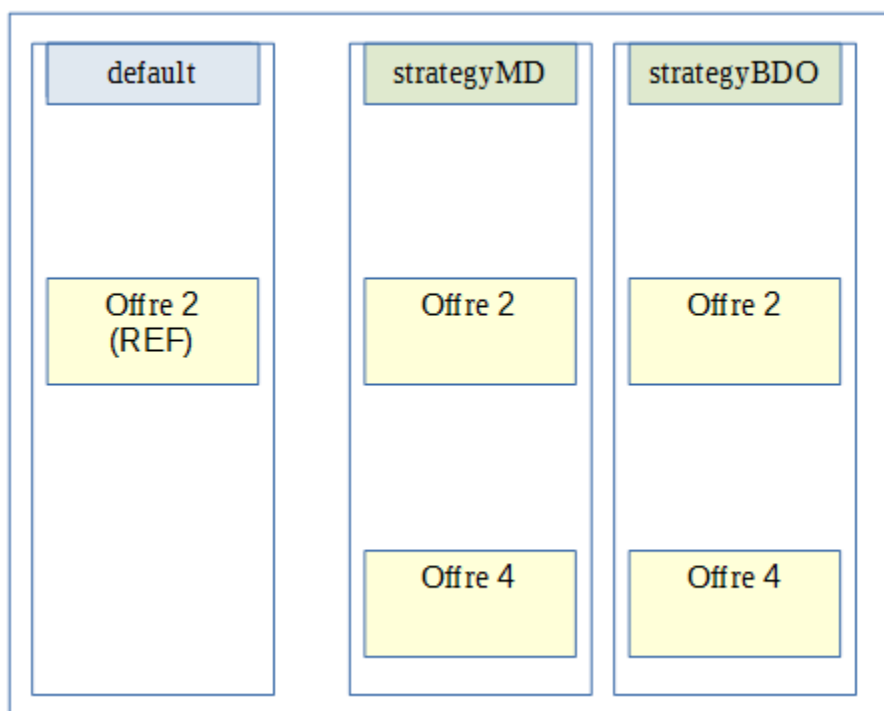 default
strategyMD
strategyBDO
Offre 2
(REF)
Offre 2
Offre 2
Offre 4
Offre 4